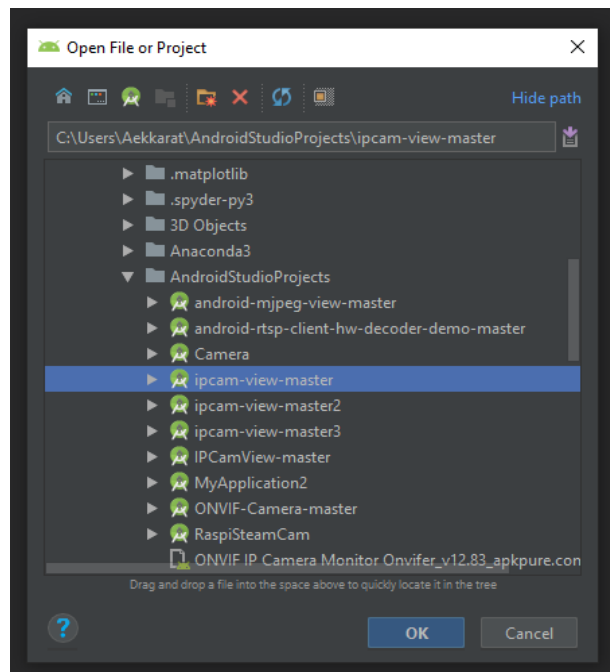 Open File or Project
Hide path
C:\Users\Aekkarat\AndroidStudioProjects\ipcam-view-master
.matplotlib
.spyder-py3
3D Objects
Anaconda3
AndroidStudioProjects
android-mjpeg-view-master
android-rtsp-client-hw-decoder-demo-master
Camera
ipcam-view-master
ipcam-view-master2
ipcam-view-master3
IPCamView-master
MyApplication2
ONVIF-Camera-master
RaspiSteamCam
ONVIF IP Camera Monitor Onvifer_v12.83_apkpure.con
Drag and drop a file into the space above to quickly locate it in the tree
?
OK
Cancel